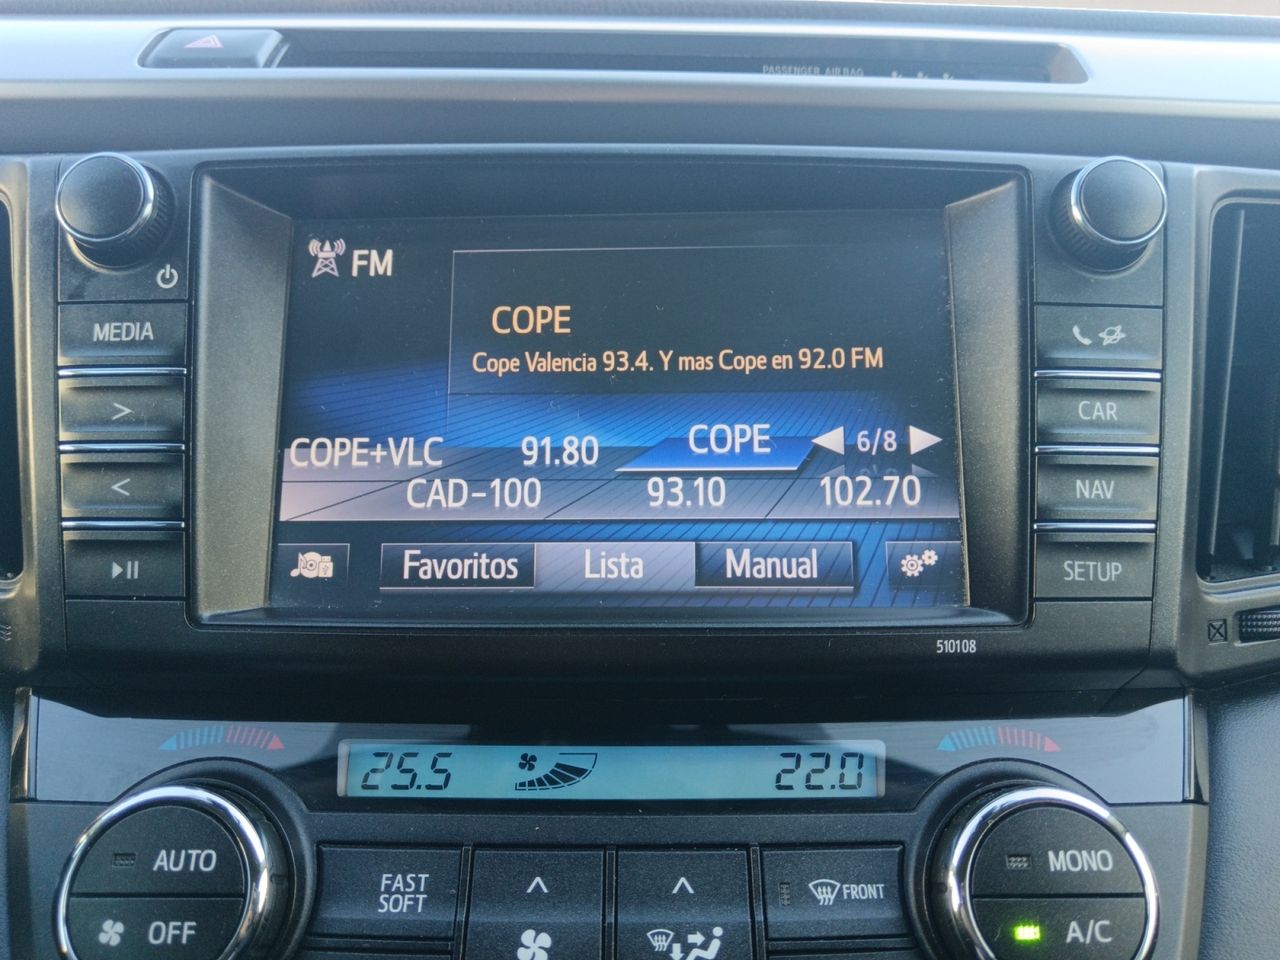 PASSENGER AIRBAG
FM
COPE
Cope Valencia 93.4. Y mas Cope en 92.0 FM
COPE+VLC 91.80 COPE 6/8
CAD-100 93.10 102.70
Favoritos Lista Manual
MEDIA
>
<
CAR
NAV
SETUP
510108
25.5 22.0
AUTO
OFF
FAST
SOFT
FRONT
MONO
A/C